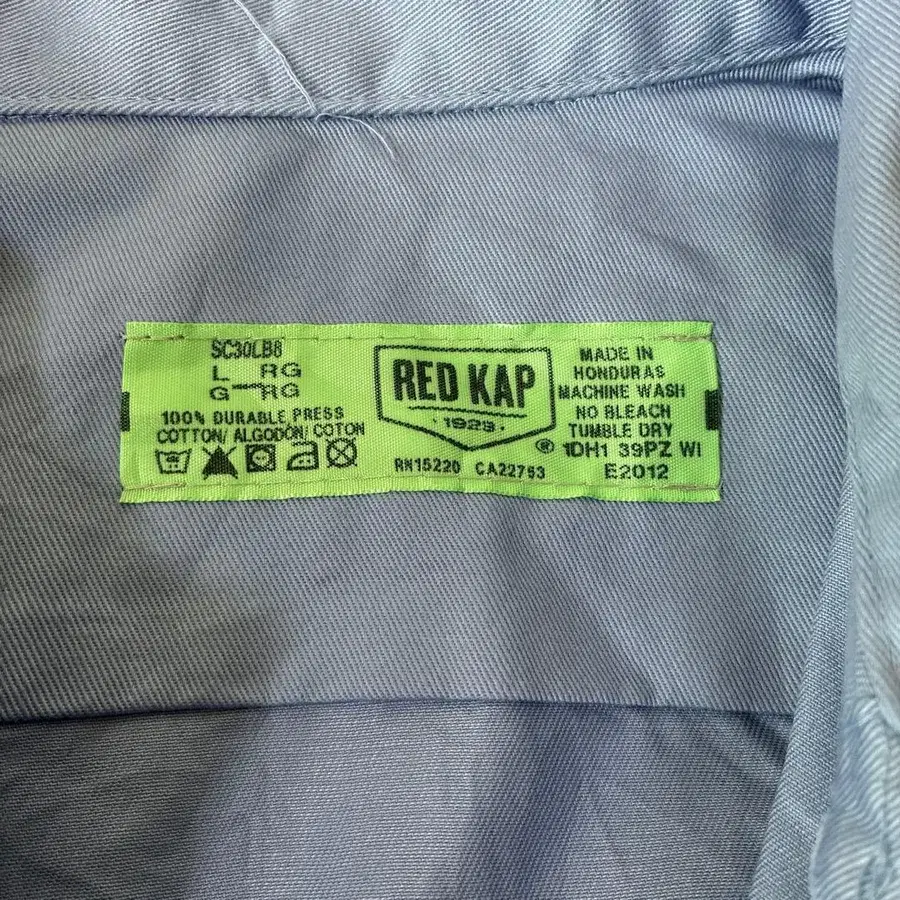 SC30LB8
L RG
G RG
100% DURABLE PRESS
COTTON/ ALGODON/ COTON
RED KAP
· 1923 ·
®
RN15220 CA22753
MADE IN
HONDURAS
MACHINE WASH
NO BLEACH
TUMBLE DRY
1DH1 39PZ WI
E2012